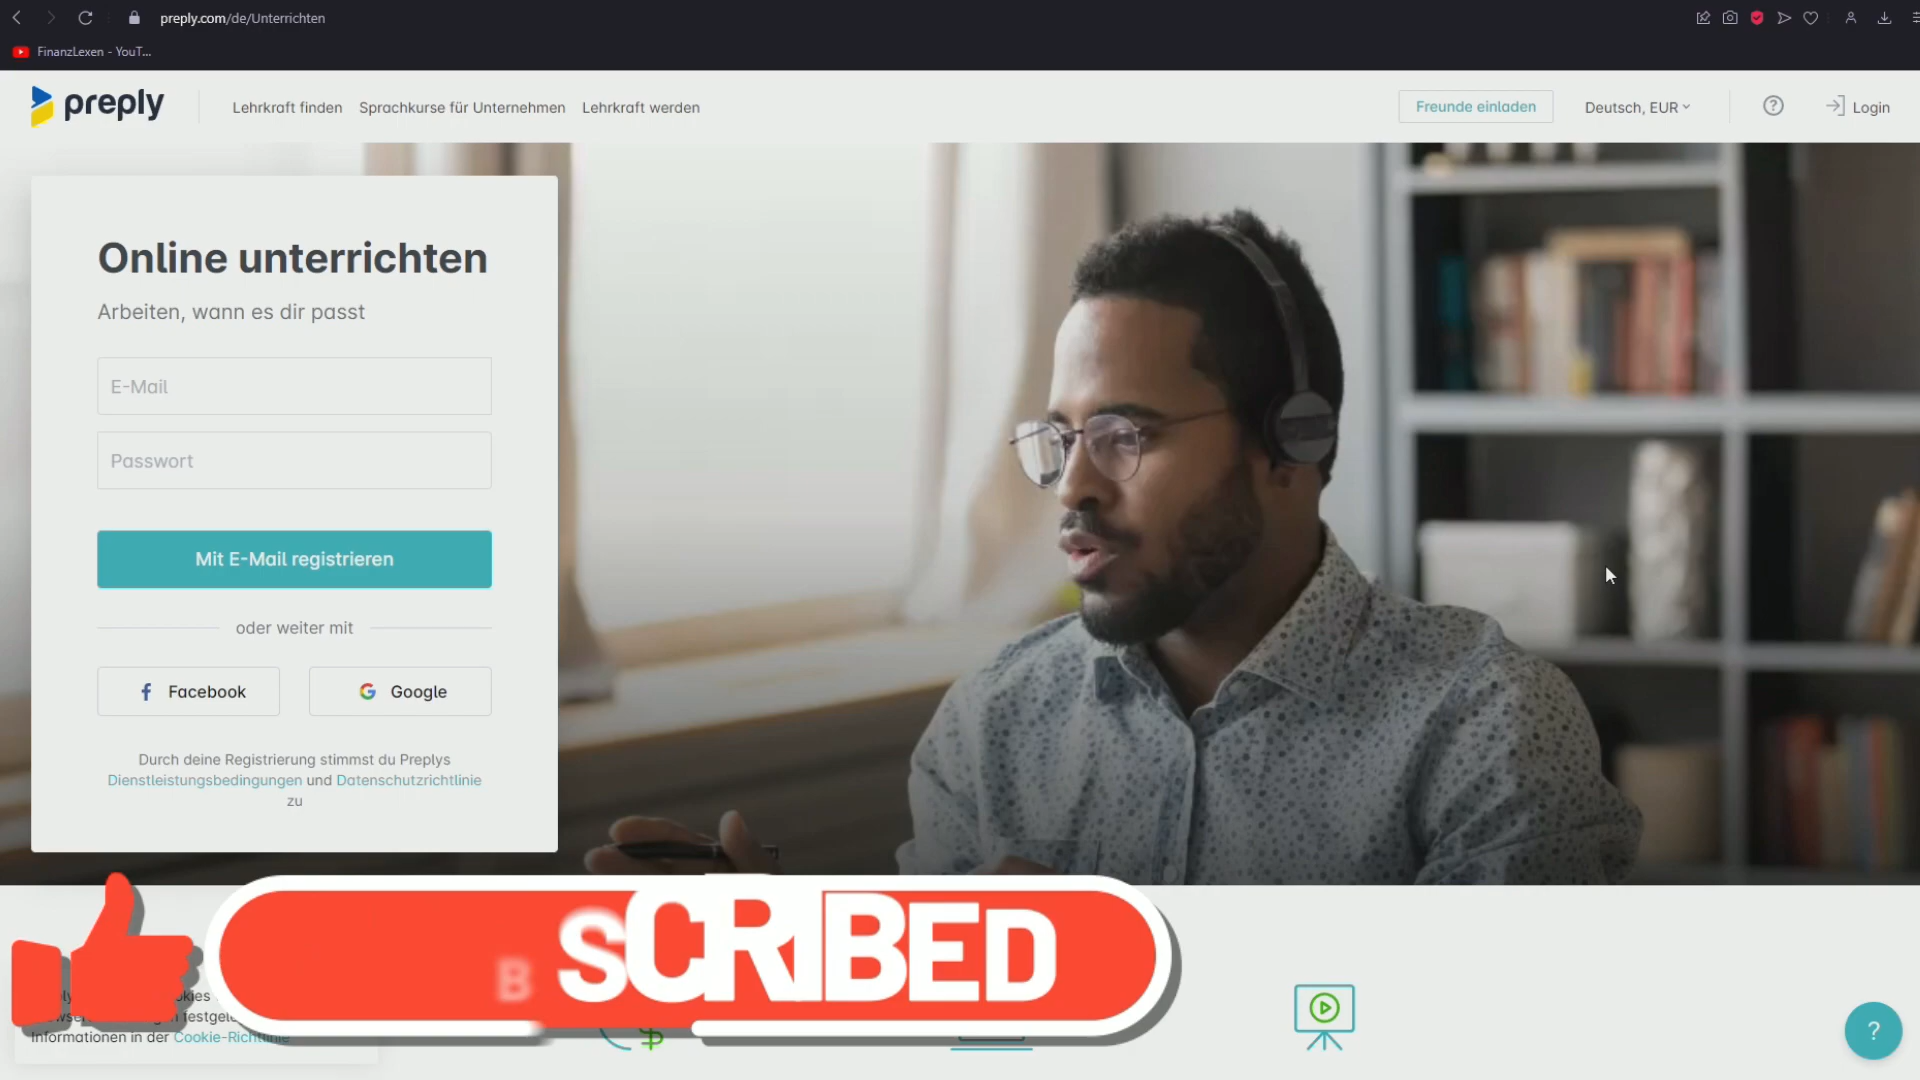 preply.com/de/Unterrichten
FinanzLexen - YouT...
preply
Lehrkraft finden
Sprachkurse für Unternehmen
Lehrkraft werden
Freunde einladen
Deutsch, EUR
Login
Online unterrichten
Arbeiten, wann es dir passt
E-Mail
Passwort
Mit E-Mail registrieren
oder weiter mit
Facebook
Google
Durch deine Registrierung stimmst du Preplys
Dienstleistungsbedingungen und Datenschutzrichtlinie
zu
B SCRIBED
Informationen in der Cookie-Richtlinie
?